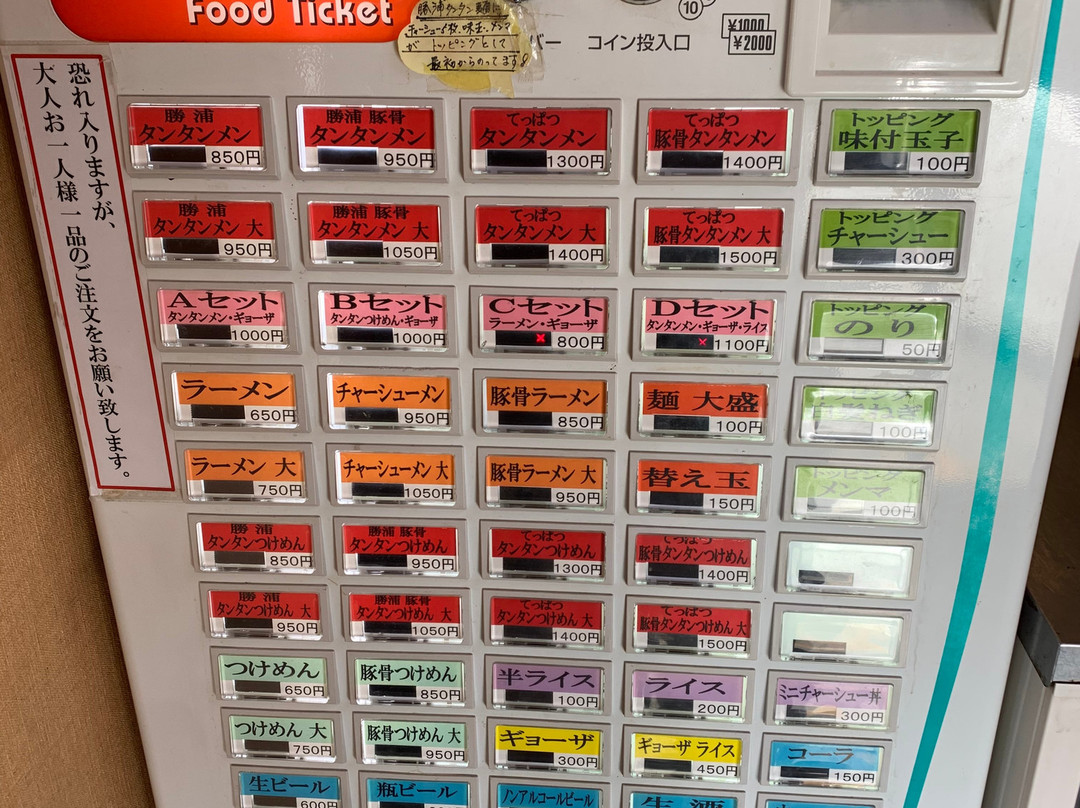 Food Ticket
勝浦タンタン麺に
チャーシュー5枚、味玉、メンマ
が トッピングとして
最初からのってます!
バー
コイン投入口
10
¥1000
¥2000
恐れ入りますが、
大人お一人様一品のご注文をお願い致します。
勝浦
タンタンメン
850円
勝浦 豚骨
タンタンメン
950円
てっぱつ
タンタンメン
1300円
てっぱつ
豚骨タンタンメン
1400円
トッピング
味付玉子
100円
勝浦
タンタンメン 大
950円
勝浦 豚骨
タンタンメン 大
1050円
てっぱつ
タンタンメン 大
1400円
てっぱつ
豚骨タンタンメン 大
1500円
トッピング
チャーシュー
300円
Aセット
タンタンメン・ギョーザ
1000円
Bセット
タンタンつけめん・ギョーザ
1000円
Cセット
ラーメン・ギョーザ
×
800円
Dセット
タンタンメン・ギョーザ・ライス
×
1100円
トッピング
のり
50円
ラーメン
650円
チャーシューメン
950円
豚骨ラーメン
850円
麺 大盛
100円
トッピング
100円
ラーメン 大
750円
チャーシューメン 大
1050円
豚骨ラーメン 大
950円
替え玉
150円
トッピング
メンマ
100円
勝浦
タンタンつけめん
850円
勝浦 豚骨
タンタンつけめん
950円
てっぱつ
タンタンつけめん
1300円
てっぱつ
豚骨タンタンつけめん
1400円
勝浦
タンタンつけめん 大
950円
勝浦 豚骨
タンタンつけめん 大
1050円
てっぱつ
タンタンつけめん 大
1400円
てっぱつ
豚骨タンタンつけめん 大
1500円
つけめん
650円
豚骨つけめん
850円
半ライス
100円
ライス
200円
ミニチャーシュー丼
300円
つけめん 大
750円
豚骨つけめん 大
950円
ギョーザ
300円
ギョーザ ライス
450円
コーラ
150円
生ビール
600円
瓶ビール
ノンアルコールビール
生酒